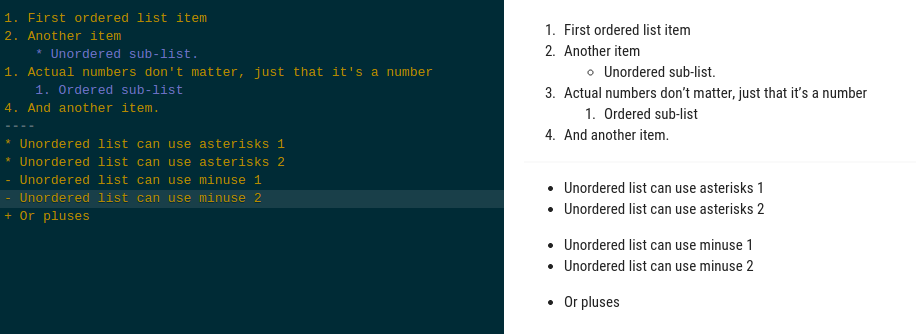 1. First ordered list item
2. Another item
    * Unordered sub-list.
1. Actual numbers don't matter, just that it's a number
    1. Ordered sub-list
4. And another item.
----
* Unordered list can use asterisks 1
* Unordered list can use asterisks 2
- Unordered list can use minuse 1
- Unordered list can use minuse 2
+ Or pluses
1. First ordered list item
2. Another item
∘ Unordered sub-list.
3. Actual numbers don’t matter, just that it’s a number
1. Ordered sub-list
4. And another item.
• Unordered list can use asterisks 1
• Unordered list can use asterisks 2
• Unordered list can use minuse 1
• Unordered list can use minuse 2
• Or pluses